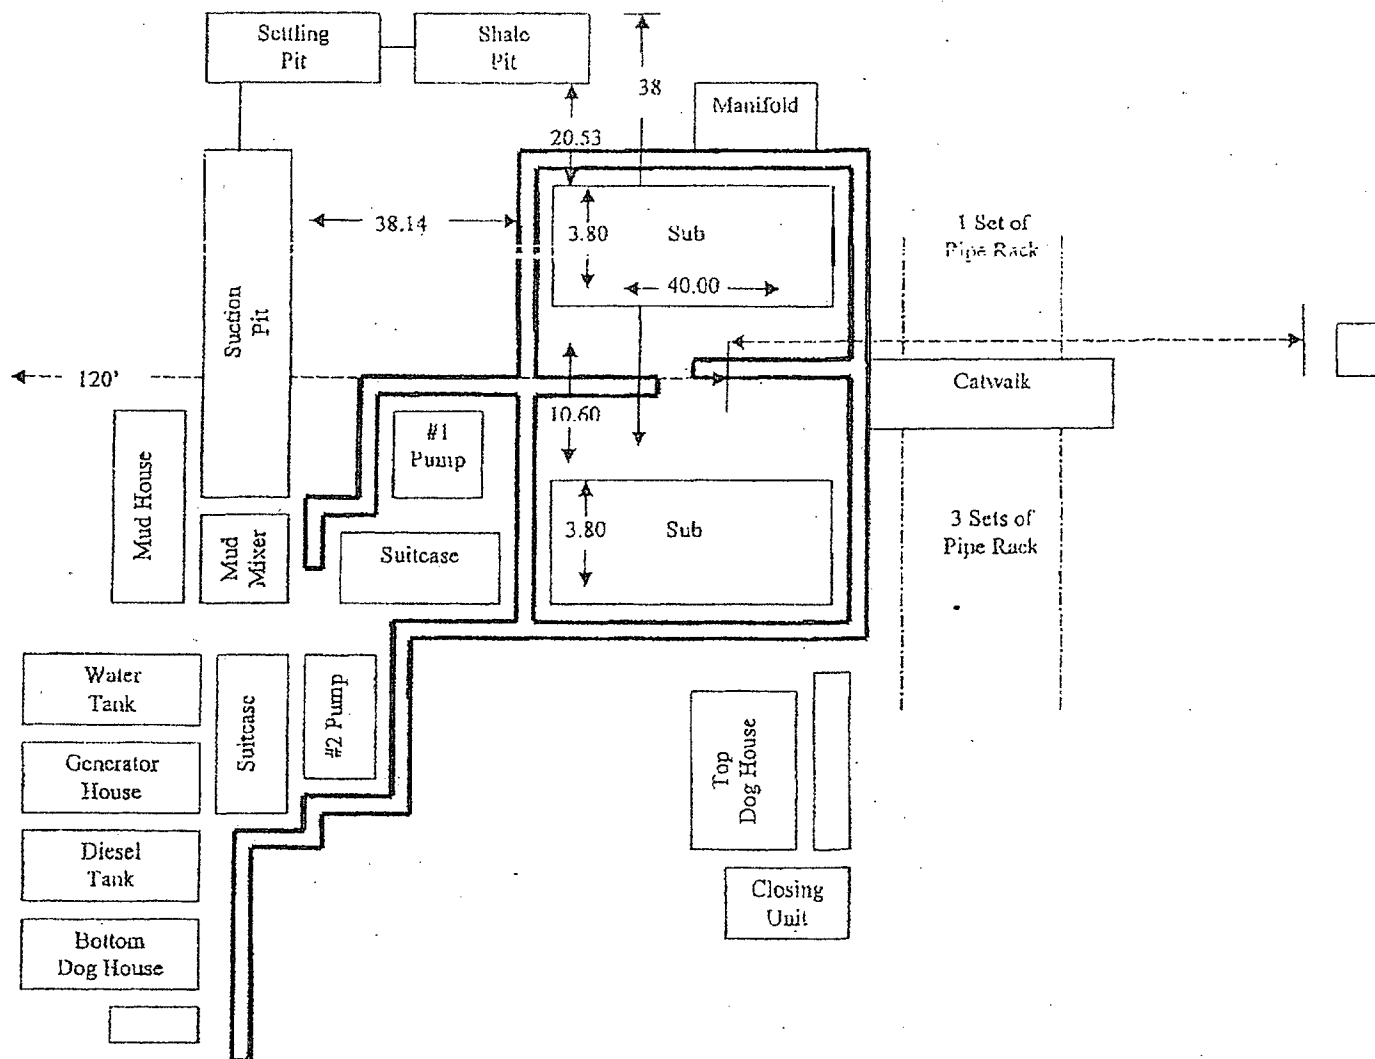 Settling
Pit
Shale
Pit
38
Manifold
20.53
38.14
3.80
Sub
40.00
1 Set of
Pipe Rack
Suction
Pit
120'
Catwalk
10.60
#1
Pump
Mud House
Mud
Mixer
Suitcase
3.80
Sub
3 Sets of
Pipe Rack
Water
Tank
Suitcase
#2 Pump
Generator
House
Top
Dog House
Diesel
Tank
Closing
Unit
Bottom
Dog House